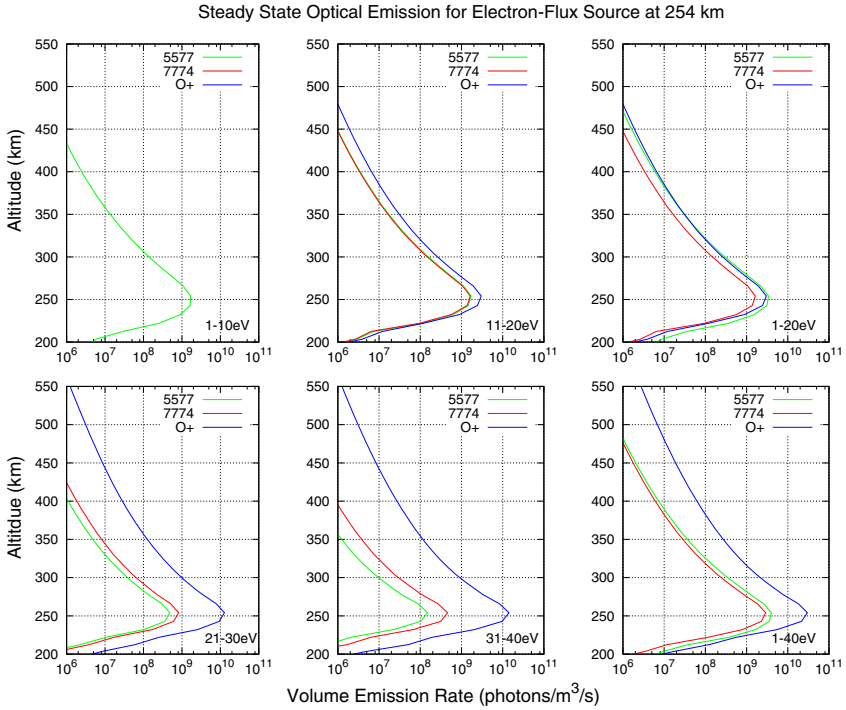 Steady State Optical Emission for Electron-Flux Source at 254 km
550
500
450
400
350
300
250
200
Altitude (km)
5577
7774
O+
1-10eV
10^6 10^7 10^8 10^9 10^10 10^11
550
500
450
400
350
300
250
200
5577
7774
O+
11-20eV
10^6 10^7 10^8 10^9 10^10 10^11
550
500
450
400
350
300
250
200
5577
7774
O+
1-20eV
10^6 10^7 10^8 10^9 10^10 10^11
550
500
450
400
350
300
250
200
Altitdue (km)
5577
7774
O+
21-30eV
10^6 10^7 10^8 10^9 10^10 10^11
550
500
450
400
350
300
250
200
5577
7774
O+
31-40eV
10^6 10^7 10^8 10^9 10^10 10^11
550
500
450
400
350
300
250
200
5577
7774
O+
1-40eV
10^6 10^7 10^8 10^9 10^10 10^11
Volume Emission Rate (photons/m^3/s)